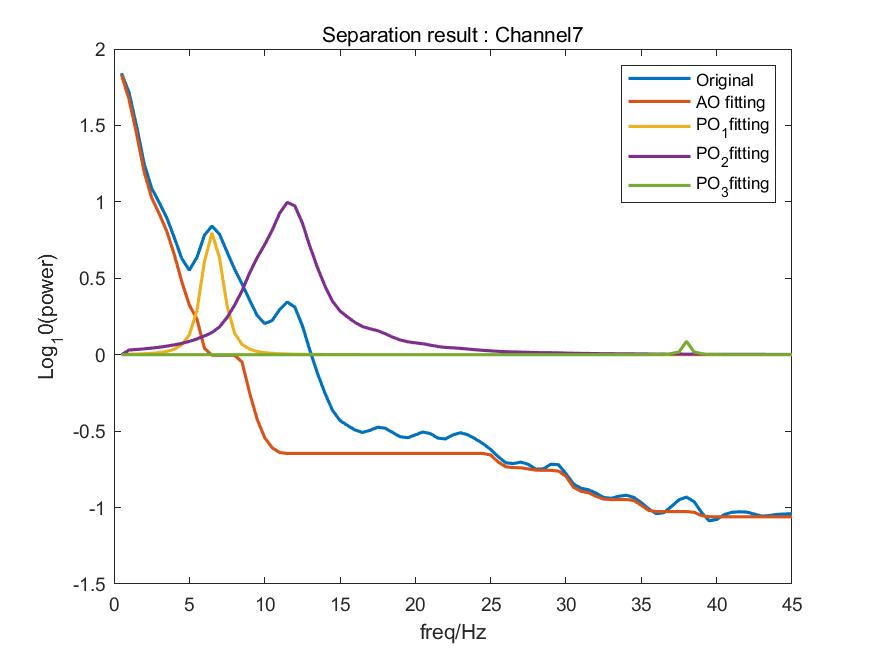 Separation result : Channel7
2
1.5
1
0.5
0
-0.5
-1
-1.5
Log₁0(power)
Original
AO fitting
PO₁fitting
PO₂fitting
PO₃fitting
0 5 10 15 20 25 30 35 40 45
freq/Hz